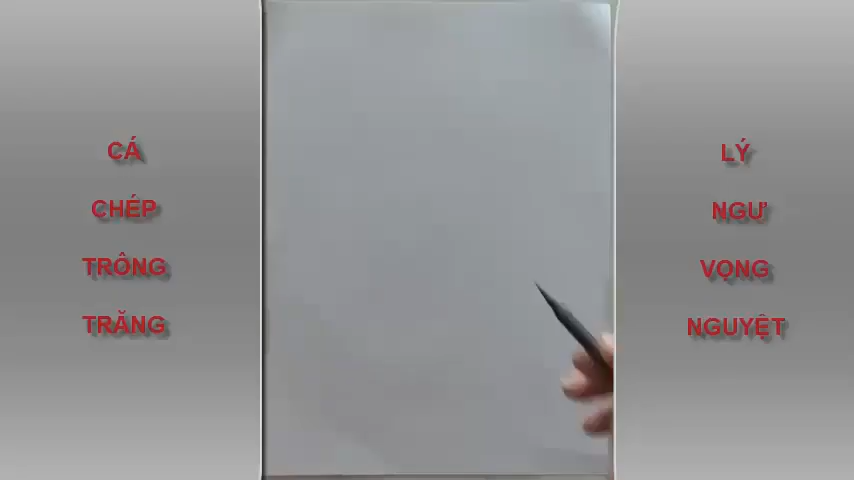 CÁ
CHÉP
TRÔNG
TRĂNG
LÝ
NGƯ
VỌNG
NGUYỆT